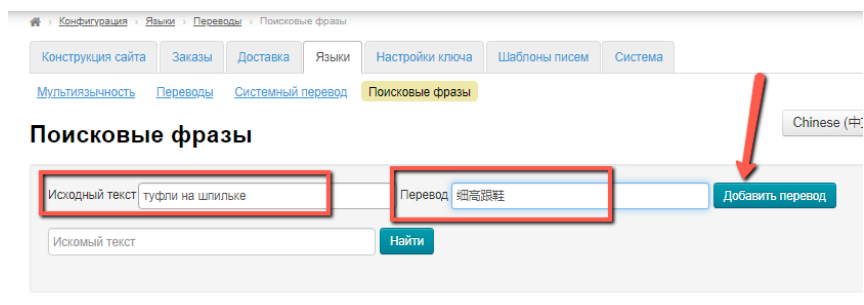 Конфигурация › Языки › Переводы › Поисковые фразы
Конструкция сайта Заказы Доставка Языки Настройки ключа Шаблоны писем Система
Мультиязычность Переводы Системный перевод Поисковые фразы
Chinese (中
Поисковые фразы
Исходный текст туфли на шпильке Перевод 细高跟鞋 Добавить перевод
Искомый текст Найти